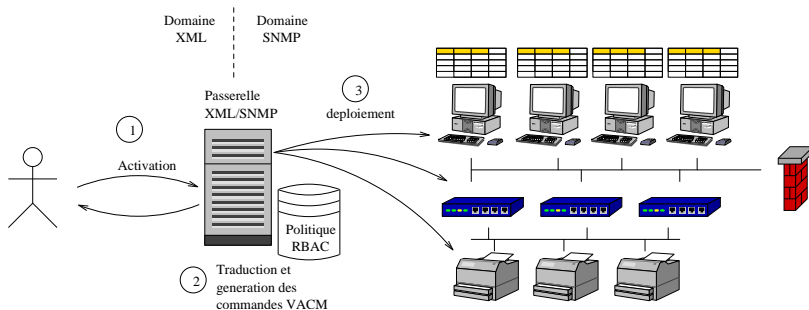 Domaine
XML
Domaine
SNMP
Passerelle
XML/SNMP
1
Activation
3
deploiement
Politique
RBAC
2
Traduction et
generation des
commandes VACM